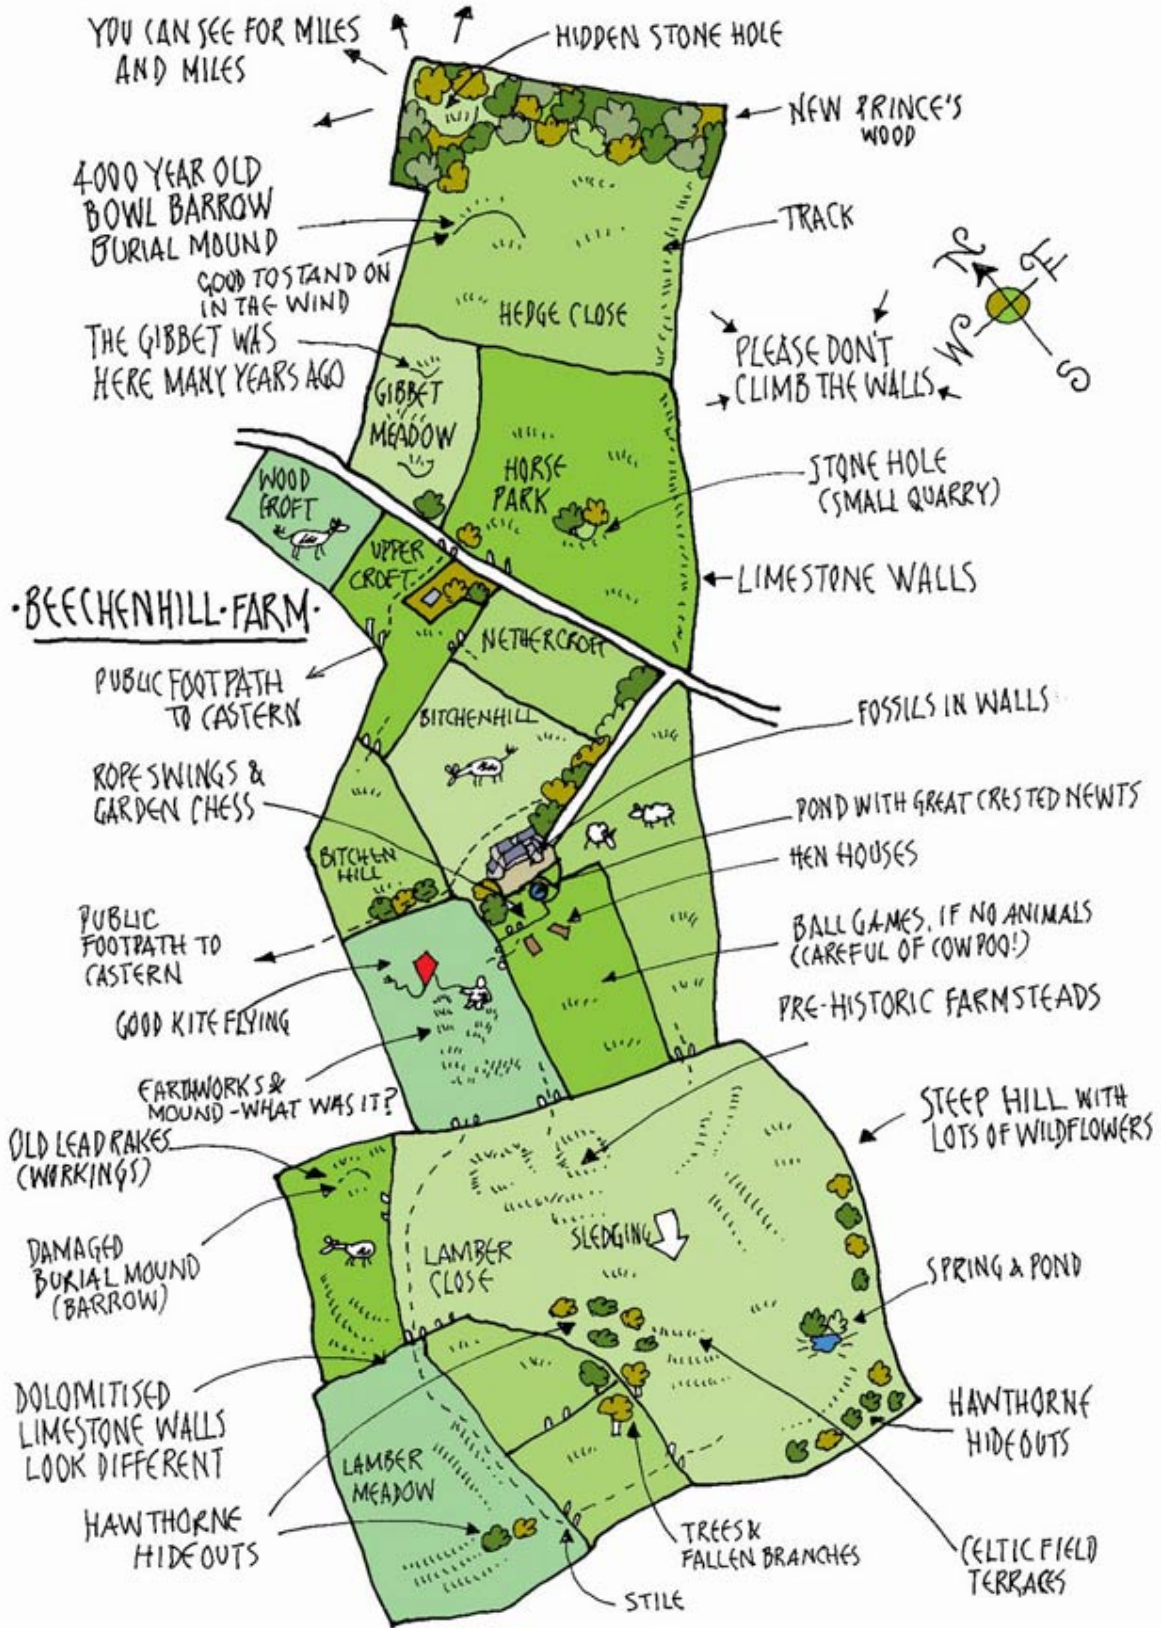 YOU CAN SEE FOR MILES
AND MILES
HIDDEN STONE HOLE
NEW PRINCE'S
WOOD
4000 YEAR OLD
BOWL BARROW
BURIAL MOUND
GOOD TO STAND ON
IN THE WIND
TRACK
HEDGE CLOSE
N
E
W
S
THE GIBBET WAS
HERE MANY YEARS AGO
PLEASE DON'T
CLIMB THE WALLS
GIBBET
MEADOW
HORSE
PARK
STONE HOLE
(SMALL QUARRY)
WOOD
CROFT
UPPER
CROFT
LIMESTONE WALLS
·BEECHENHILL·FARM·
NETHERCROFT
PUBLIC FOOTPATH
TO CASTERN
BITCHENHILL
FOSSILS IN WALLS
ROPE SWINGS &
GARDEN CHESS
POND WITH GREAT CRESTED NEWTS
HEN HOUSES
BITCHEN
HILL
PUBLIC
FOOTPATH TO
CASTERN
BALL GAMES, IF NO ANIMALS
(CAREFUL OF COW POO!)
GOOD KITE FLYING
PRE-HISTORIC FARMSTEADS
EARTHWORKS &
MOUND - WHAT WAS IT?
STEEP HILL WITH
LOTS OF WILDFLOWERS
OLD LEAD RAKES
(WORKINGS)
DAMAGED
BURIAL MOUND
(BARROW)
LAMBER
CLOSE
SLEDGING
SPRING & POND
DOLOMITISED
LIMESTONE WALLS
LOOK DIFFERENT
HAWTHORNE
HIDEOUTS
LAMBER
MEADOW
HAWTHORNE
HIDEOUTS
TREES &
FALLEN BRANCHES
CELTIC FIELD
TERRACES
STILE